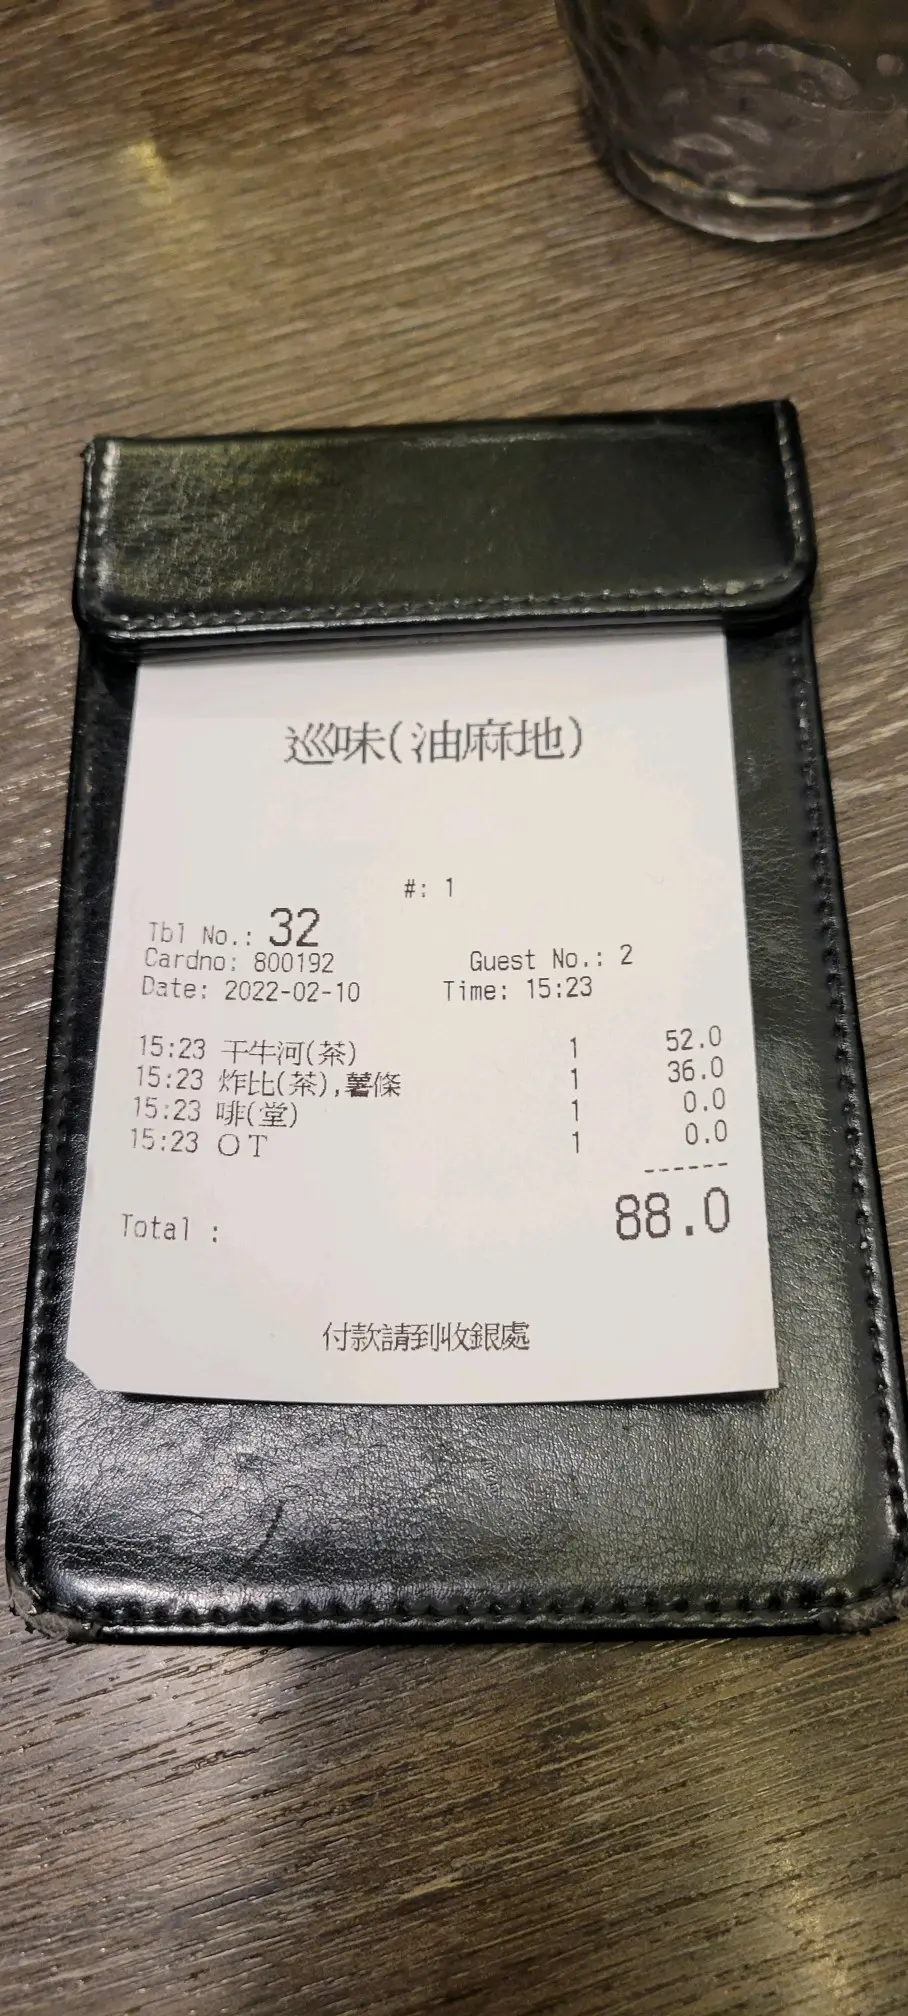 巡味(油麻地)
#: 1
Tbl No.: 32
Cardno: 800192 Guest No.: 2
Date: 2022-02-10 Time: 15:23
15:23 干牛河(茶) 1 52.0
15:23 炸比(茶),薯條 1 36.0
15:23 啡(堂) 1 0.0
15:23 ＯＴ 1 0.0
------
Total : 88.0
付款請到收銀處